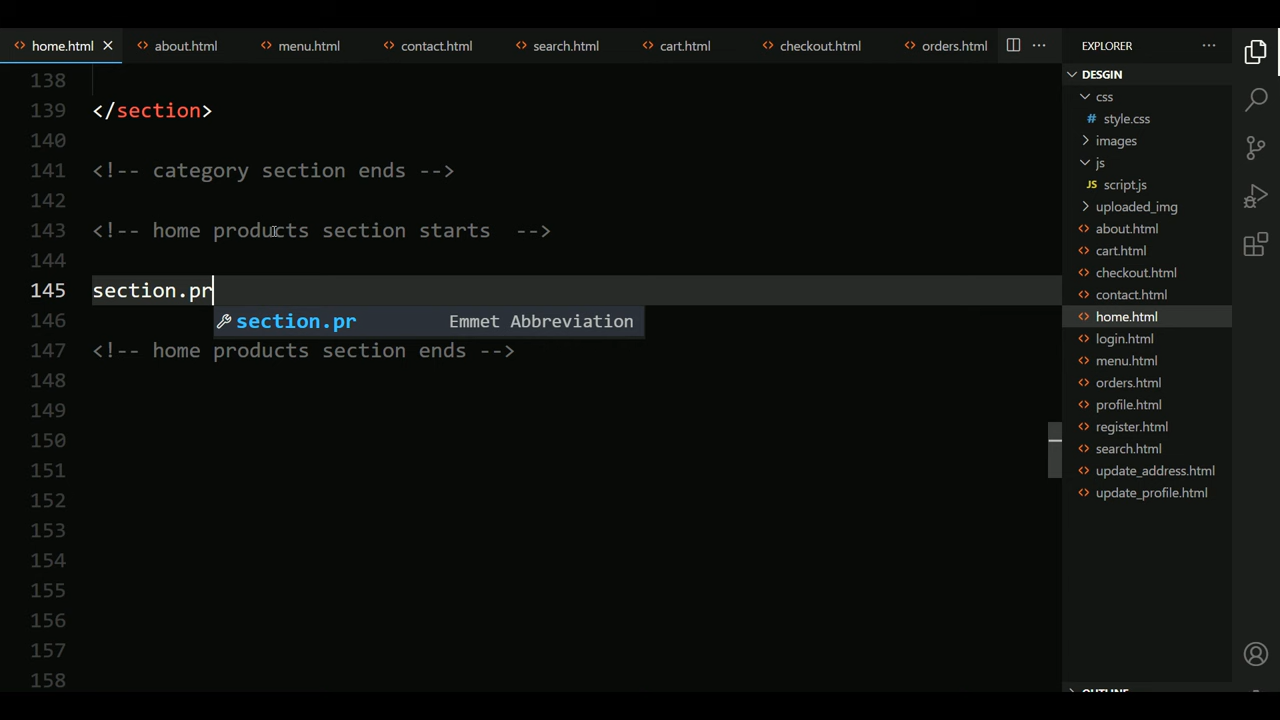 home.html about.html menu.html contact.html search.html cart.html checkout.html orders.html
138
139 </section>
140
141 <!-- category section ends -->
142
143 <!-- home products section starts  -->
144
145 section.pr
section.pr Emmet Abbreviation
146
147 <!-- home products section ends -->
148
149
150
151
152
153
154
155
156
157
158
EXPLORER
DESGIN
css
# style.css
images
js
JS script.js
uploaded_img
about.html
cart.html
checkout.html
contact.html
home.html
login.html
menu.html
orders.html
profile.html
register.html
search.html
update_address.html
update_profile.html
OUTLINE